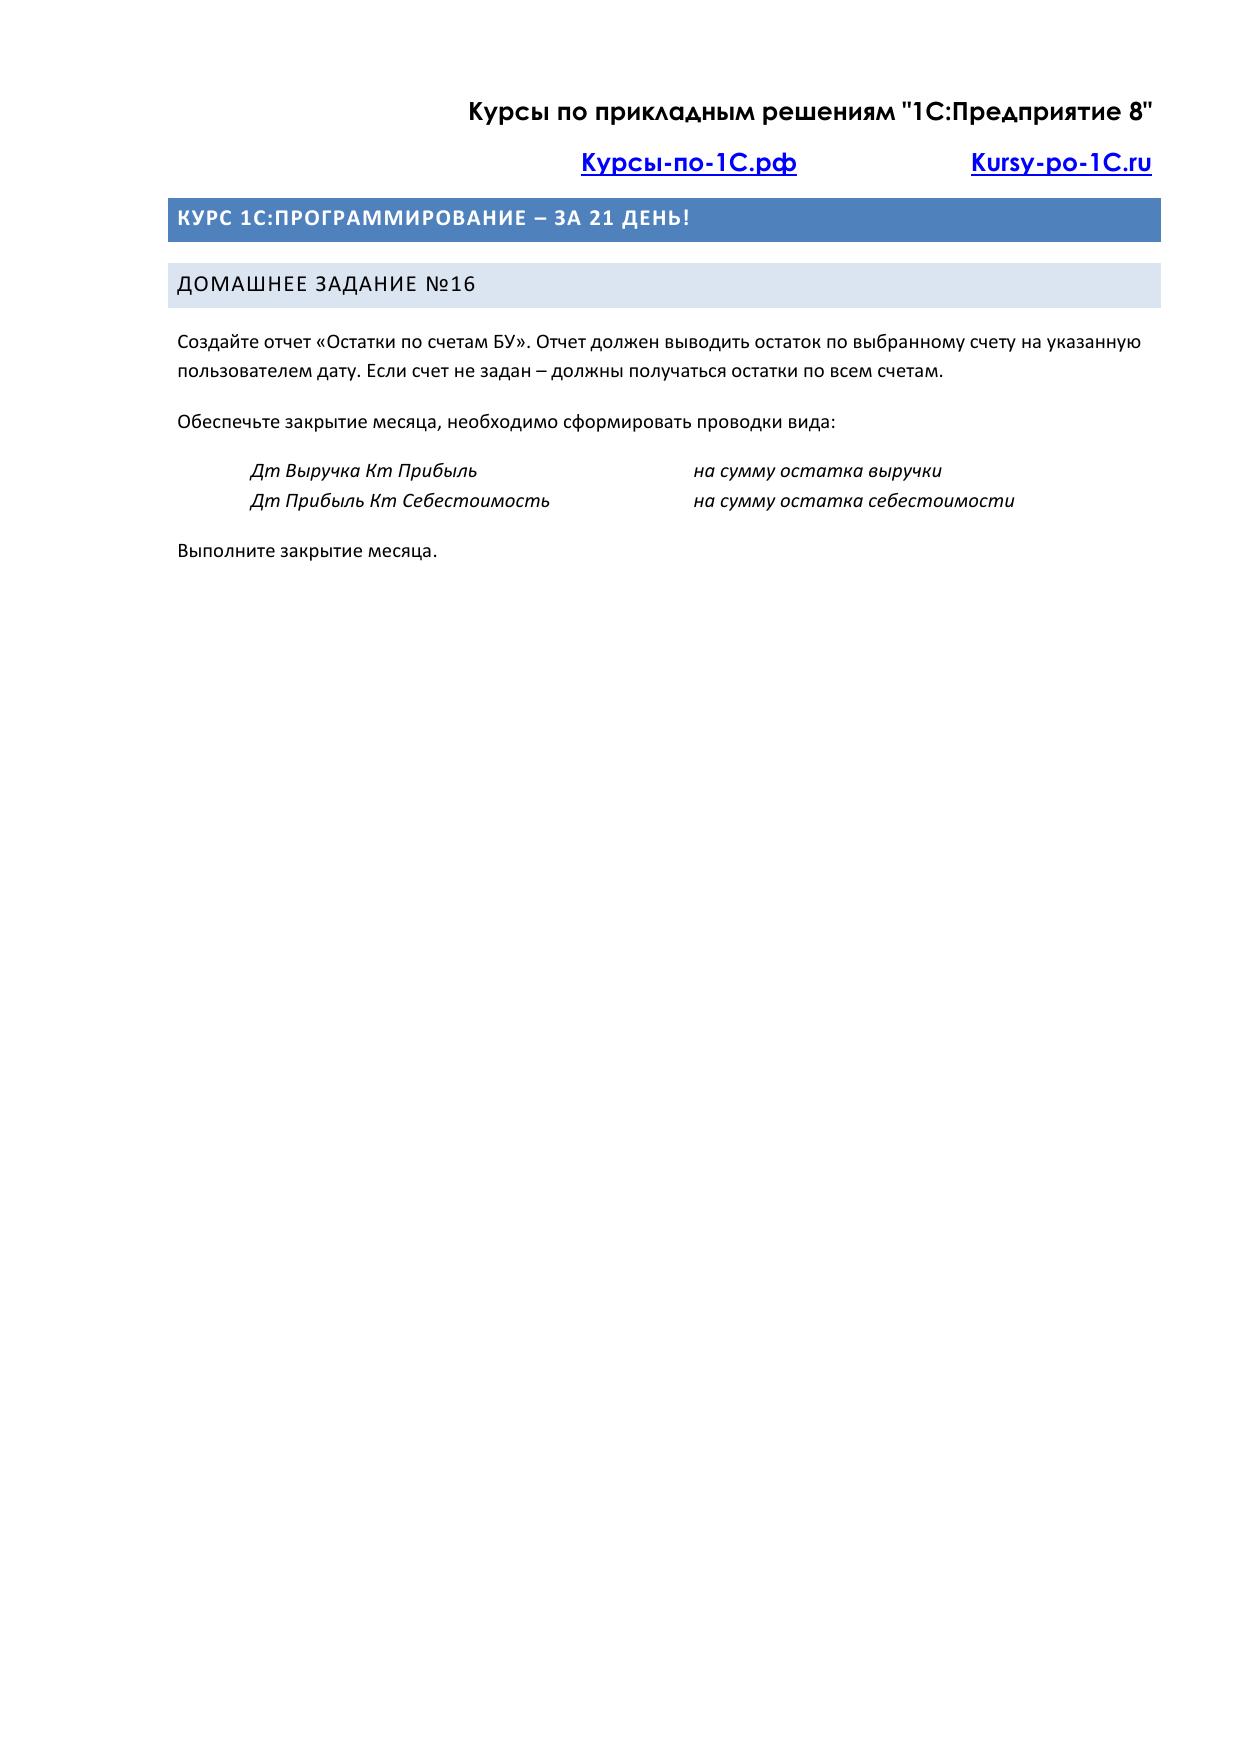 Курсы по прикладным решениям "1С:Предприятие 8"
Курсы-по-1С.рф Kursy-po-1C.ru
КУРС 1С:ПРОГРАММИРОВАНИЕ – ЗА 21 ДЕНЬ!
ДОМАШНЕЕ ЗАДАНИЕ №16
Создайте отчет «Остатки по счетам БУ». Отчет должен выводить остаток по выбранному счету на указанную
пользователем дату. Если счет не задан – должны получаться остатки по всем счетам.
Обеспечьте закрытие месяца, необходимо сформировать проводки вида:
Дт Выручка Кт Прибыль на сумму остатка выручки
Дт Прибыль Кт Себестоимость на сумму остатка себестоимости
Выполните закрытие месяца.